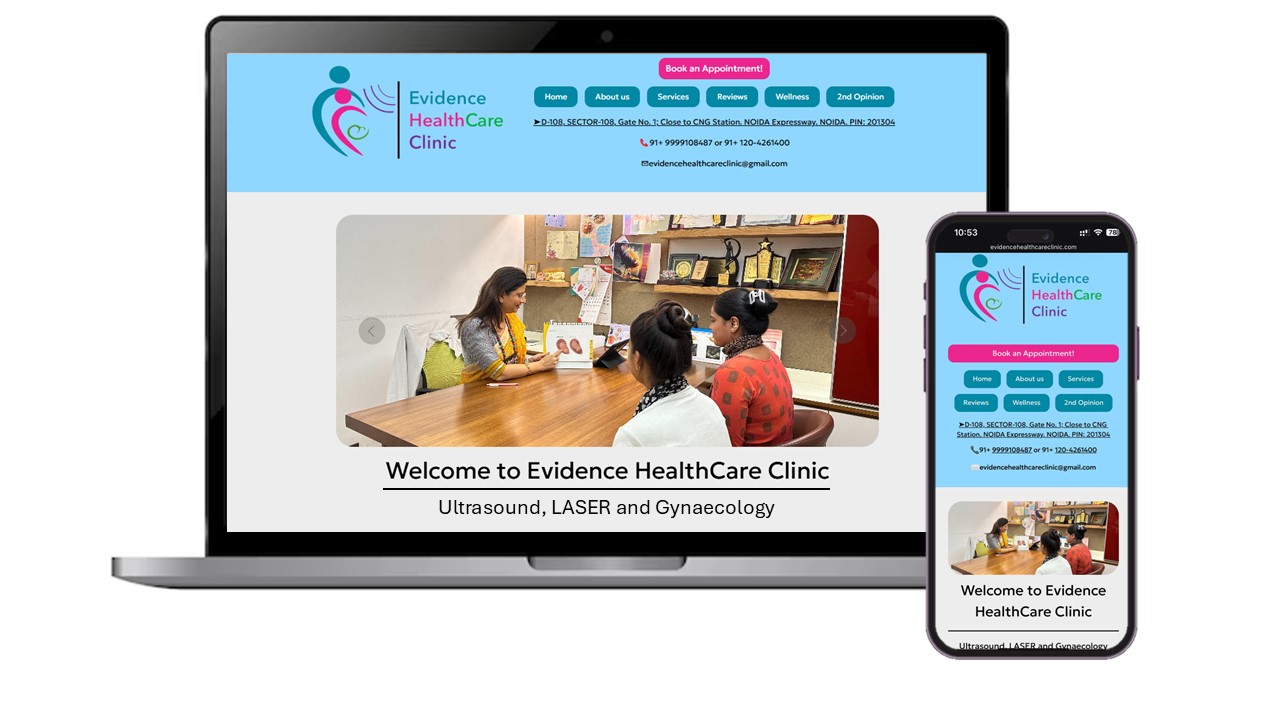 Book an Appointment!
Evidence
HealthCare
Clinic
Home About us Services Reviews Wellness 2nd Opinion
➤D-108, SECTOR-108, Gate No. 1; Close to CNG Station. NOIDA Expressway. NOIDA. PIN: 201304
📞91+ 9999108487 or 91+ 120-4261400
✉evidencehealthcareclinic@gmail.com
Welcome to Evidence HealthCare Clinic
Ultrasound, LASER and Gynaecology
10:53
78
evidencehealthcareclinic.com
Evidence
HealthCare
Clinic
Book an Appointment!
Home About us Services
Reviews Wellness 2nd Opinion
➤D-108, SECTOR-108, Gate No. 1; Close to CNG
Station. NOIDA Expressway. NOIDA. PIN: 201304
📞91+ 9999108487 or 91+ 120-4261400
✉️evidencehealthcareclinic@gmail.com
Welcome to Evidence
HealthCare Clinic
Ultrasound, LASER and Gynaecology